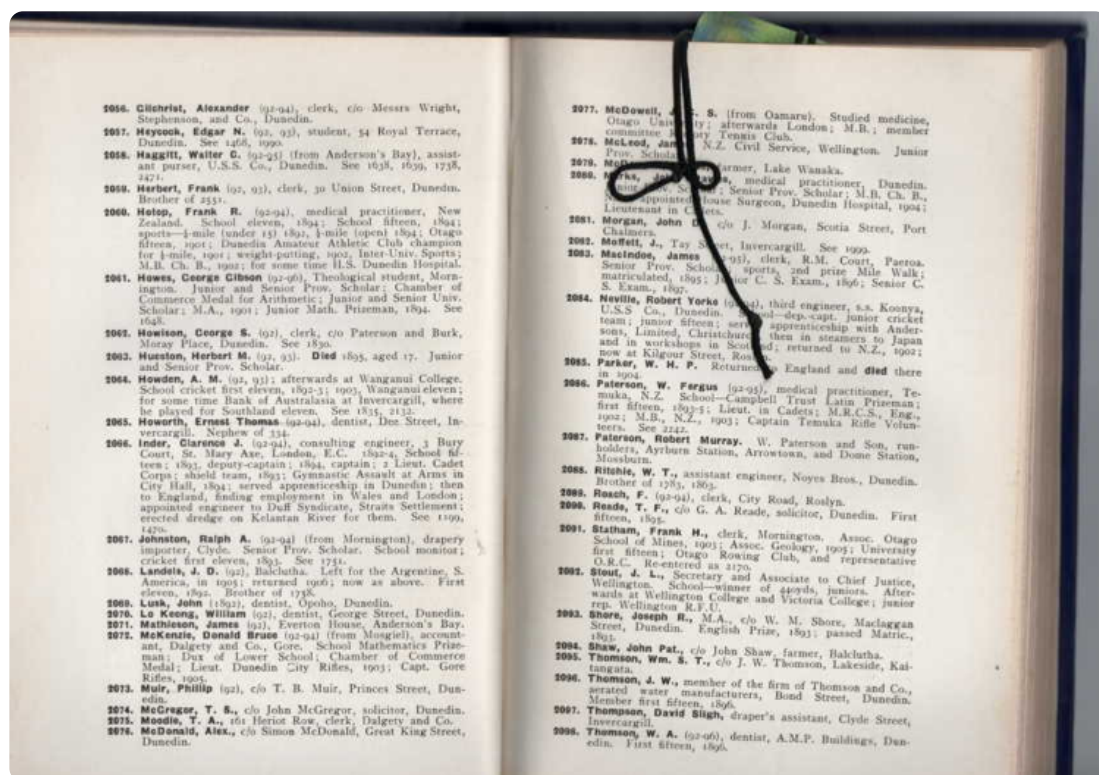 2056. Gilchrist, Alexander (92-94), clerk, c/o Messrs Wright,
Stephenson, and Co., Dunedin.
2057. Heycock, Edgar N. (92, 93), student, 54 Royal Terrace,
Dunedin. See 1468, 1990.
2058. Haggitt, Walter C. (92-95) (from Anderson's Bay), assist-
ant purser, U.S.S. Co., Dunedin. See 1638, 1639, 1738,
2471.
2059. Herbert, Frank (92, 93), clerk, 30 Union Street, Dunedin.
Brother of 2551.
2060. Holop, Frank R. (92-94), medical practitioner, New
Zealand. School eleven, 1894; School fifteen, 1894;
sports—½-mile (under 15) 1892, ½-mile (open) 1894; Otago
fifteen, 1901; Dunedin Amateur Athletic Club champion
for ½-mile, 1901; weight-putting, 1902, Inter-Univ. Sports;
M.B. Ch. B., 1902; for some time H.S. Dunedin Hospital.
2061. Howes, George Gibson (92-96), Theological student, Morn-
ington. Junior and Senior Prov. Scholar; Chamber of
Commerce Medal for Arithmetic; Junior and Senior Univ.
Scholar; M.A., 1901; Junior Math. Prizeman, 1894. See
1648.
2062. Howison, George S. (92), clerk, c/o Paterson and Burk,
Moray Place, Dunedin. See 1830.
2063. Hueston, Herbert M. (92, 93). Died 1895, aged 17. Junior
and Senior Prov. Scholar.
2064. Howden, A. M. (92, 93); afterwards at Wanganui College.
School cricket first eleven, 1892-3; 1903, Wanganui eleven;
for some time Bank of Australasia at Invercargill, where
he played for Southland eleven. See 1835, 2132.
2065. Howorth, Ernest Thomas (92-94), dentist, Dee Street, In-
vercargill. Nephew of 334.
2066. Inder, Clarence J. (92-94), consulting engineer, 3 Bury
Court, St. Mary Axe, London, E.C. 1892-4, School fif-
teen; 1893, deputy-captain; 1894, captain; 2 Lieut. Cadet
Corps; shield team, 1893; Gymnastic Assault at Arms in
City Hall, 1894; served apprenticeship in Dunedin; then
to England, finding employment in Wales and London;
appointed engineer to Duff Syndicate, Straits Settlement;
erected dredge on Kelantan River for them. See 1199,
1470.
2067. Johnston, Ralph A. (92-94) (from Mornington), drapery
importer, Clyde. Senior Prov. Scholar. School monitor;
cricket first eleven, 1893. See 1751.
2068. Landels, J. D. (92), Balclutha. Left for the Argentine, S.
America, in 1905; returned 1906; now as above. First
eleven, 1892. Brother of 1758.
2069. Lusk, John (1892), dentist, Opoho, Dunedin.
2070. Lo Keong, William (92), dentist, George Street, Dunedin.
2071. Mathieson, James (92), Everton House, Anderson's Bay.
2072. McKenzie, Donald Bruce (92-94) (from Mosgiel), account-
ant, Dalgety and Co., Gore. School Mathematics Prize-
man; Dux of Lower School; Chamber of Commerce
Medal; Lieut. Dunedin City Rifles, 1903; Capt. Gore
Rifles, 1905.
2073. Muir, Phillip (92), c/o T. B. Muir, Princes Street, Dun-
edin.
2074. McGregor, T. S., c/o John McGregor, solicitor, Dunedin.
2075. Moodie, T. A., 161 Heriot Row, clerk, Dalgety and Co.
2076. McDonald, Alex., c/o Simon McDonald, Great King Street,
Dunedin.
2077. McDowell, J. S. (from Oamaru). Studied medicine,
Otago; afterwards London; M.B.; member
committee Tennis Club.
2078. McLeod, N.Z. Civil Service, Wellington. Junior
Prov.
2079. farmer, Lake Wanaka.
2080. Marks, medical practitioner, Dunedin.
Junior Prov. Senior Prov. Scholar; M.B. Ch. B.,
appointed House Surgeon, Dunedin Hospital, 1904;
Lieutenant in
2081. Morgan, John c/o J. Morgan, Scotia Street, Port
Chalmers.
2082. Moffett, J., Tay Street, Invercargill. See 1999.
2083. MacIndoe, James clerk, R.M. Court, Paeroa.
Senior Prov. sports, 2nd prize Mile Walk;
matriculated, 1895; Junior C. S. Exam., 1896; Senior C.
S. Exam., 1897.
2084. Neville, Robert Yorke third engineer, s.s. Koonya,
U.S.S Co., Dunedin. School—dep.-capt. junior cricket
team; junior fifteen; served apprenticeship with Ander-
sons, Limited, Christchurch; then in steamers to Japan
and in workshops in Scotland; returned to N.Z., 1902;
now at Kilgour Street,
2085. Parker, W. H. P. Returned England and died there
in 1904.
2086. Paterson, W. Fergus (92-95), medical practitioner, Te-
muka, N.Z. School—Campbell Trust Latin Prizeman;
first fifteen, 1893-5; Lieut. in Cadets; M.R.C.S., Eng.,
1902; M.B., N.Z., 1903; Captain Temuka Rifle Volun-
teers. See 2242.
2087. Paterson, Robert Murray. W. Paterson and Son, run-
holders, Ayrburn Station, Arrowtown, and Dome Station,
Mossburn.
2088. Ritchie, W. T., assistant engineer, Noyes Bros., Dunedin.
Brother of 1783, 1863.
2089. Roach, F. (92-94), clerk, City Road, Roslyn.
2090. Reade, T. F., c/o G. A. Reade, solicitor, Dunedin. First
fifteen, 1895.
2091. Statham, Frank H., clerk, Mornington. Assoc. Otago
School of Mines, 1903; Assoc. Geology, 1905; University
first fifteen; Otago Rowing Club, and representative
O.R.C. Re-entered as 2170.
2092. Stout, J. L., Secretary and Associate to Chief Justice,
Wellington. School—winner of 440yds, juniors. After-
wards at Wellington College and Victoria College; junior
rep. Wellington R.F.U.
2093. Shore, Joseph R., M.A., c/o W. M. Shore, Maclaggan
Street, Dunedin. English Prize, 1893; passed Matric.,
1893.
2094. Shaw, John Pat., c/o John Shaw, farmer, Balclutha.
2095. Thomson, Wm. S. T., c/o J. W. Thomson, Lakeside, Kai-
tangata.
2096. Thomson, J. W., member of the firm of Thomson and Co.,
aerated water manufacturers, Bond Street, Dunedin.
Member first fifteen, 1896.
2097. Thompson, David Sligh, draper's assistant, Clyde Street,
Invercargill.
2098. Thomson, W. A. (92-96), dentist, A.M.P. Buildings, Dun-
edin. First fifteen, 1896.